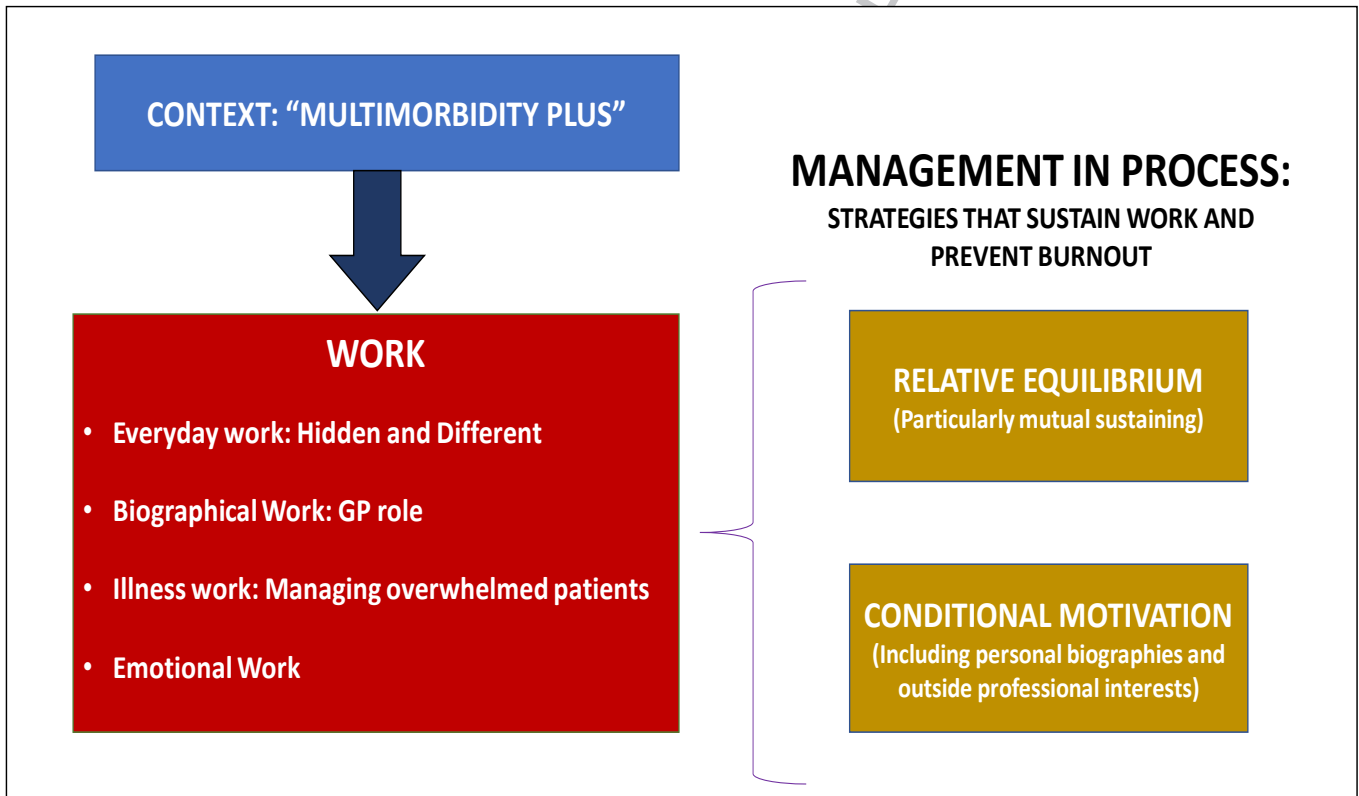 CONTEXT: “MULTIMORBIDITY PLUS”
WORK
• Everyday work: Hidden and Different
• Biographical Work: GP role
• Illness work: Managing overwhelmed patients
• Emotional Work
MANAGEMENT IN PROCESS:
STRATEGIES THAT SUSTAIN WORK AND
PREVENT BURNOUT
RELATIVE EQUILIBRIUM
(Particularly mutual sustaining)
CONDITIONAL MOTIVATION
(Including personal biographies and
outside professional interests)